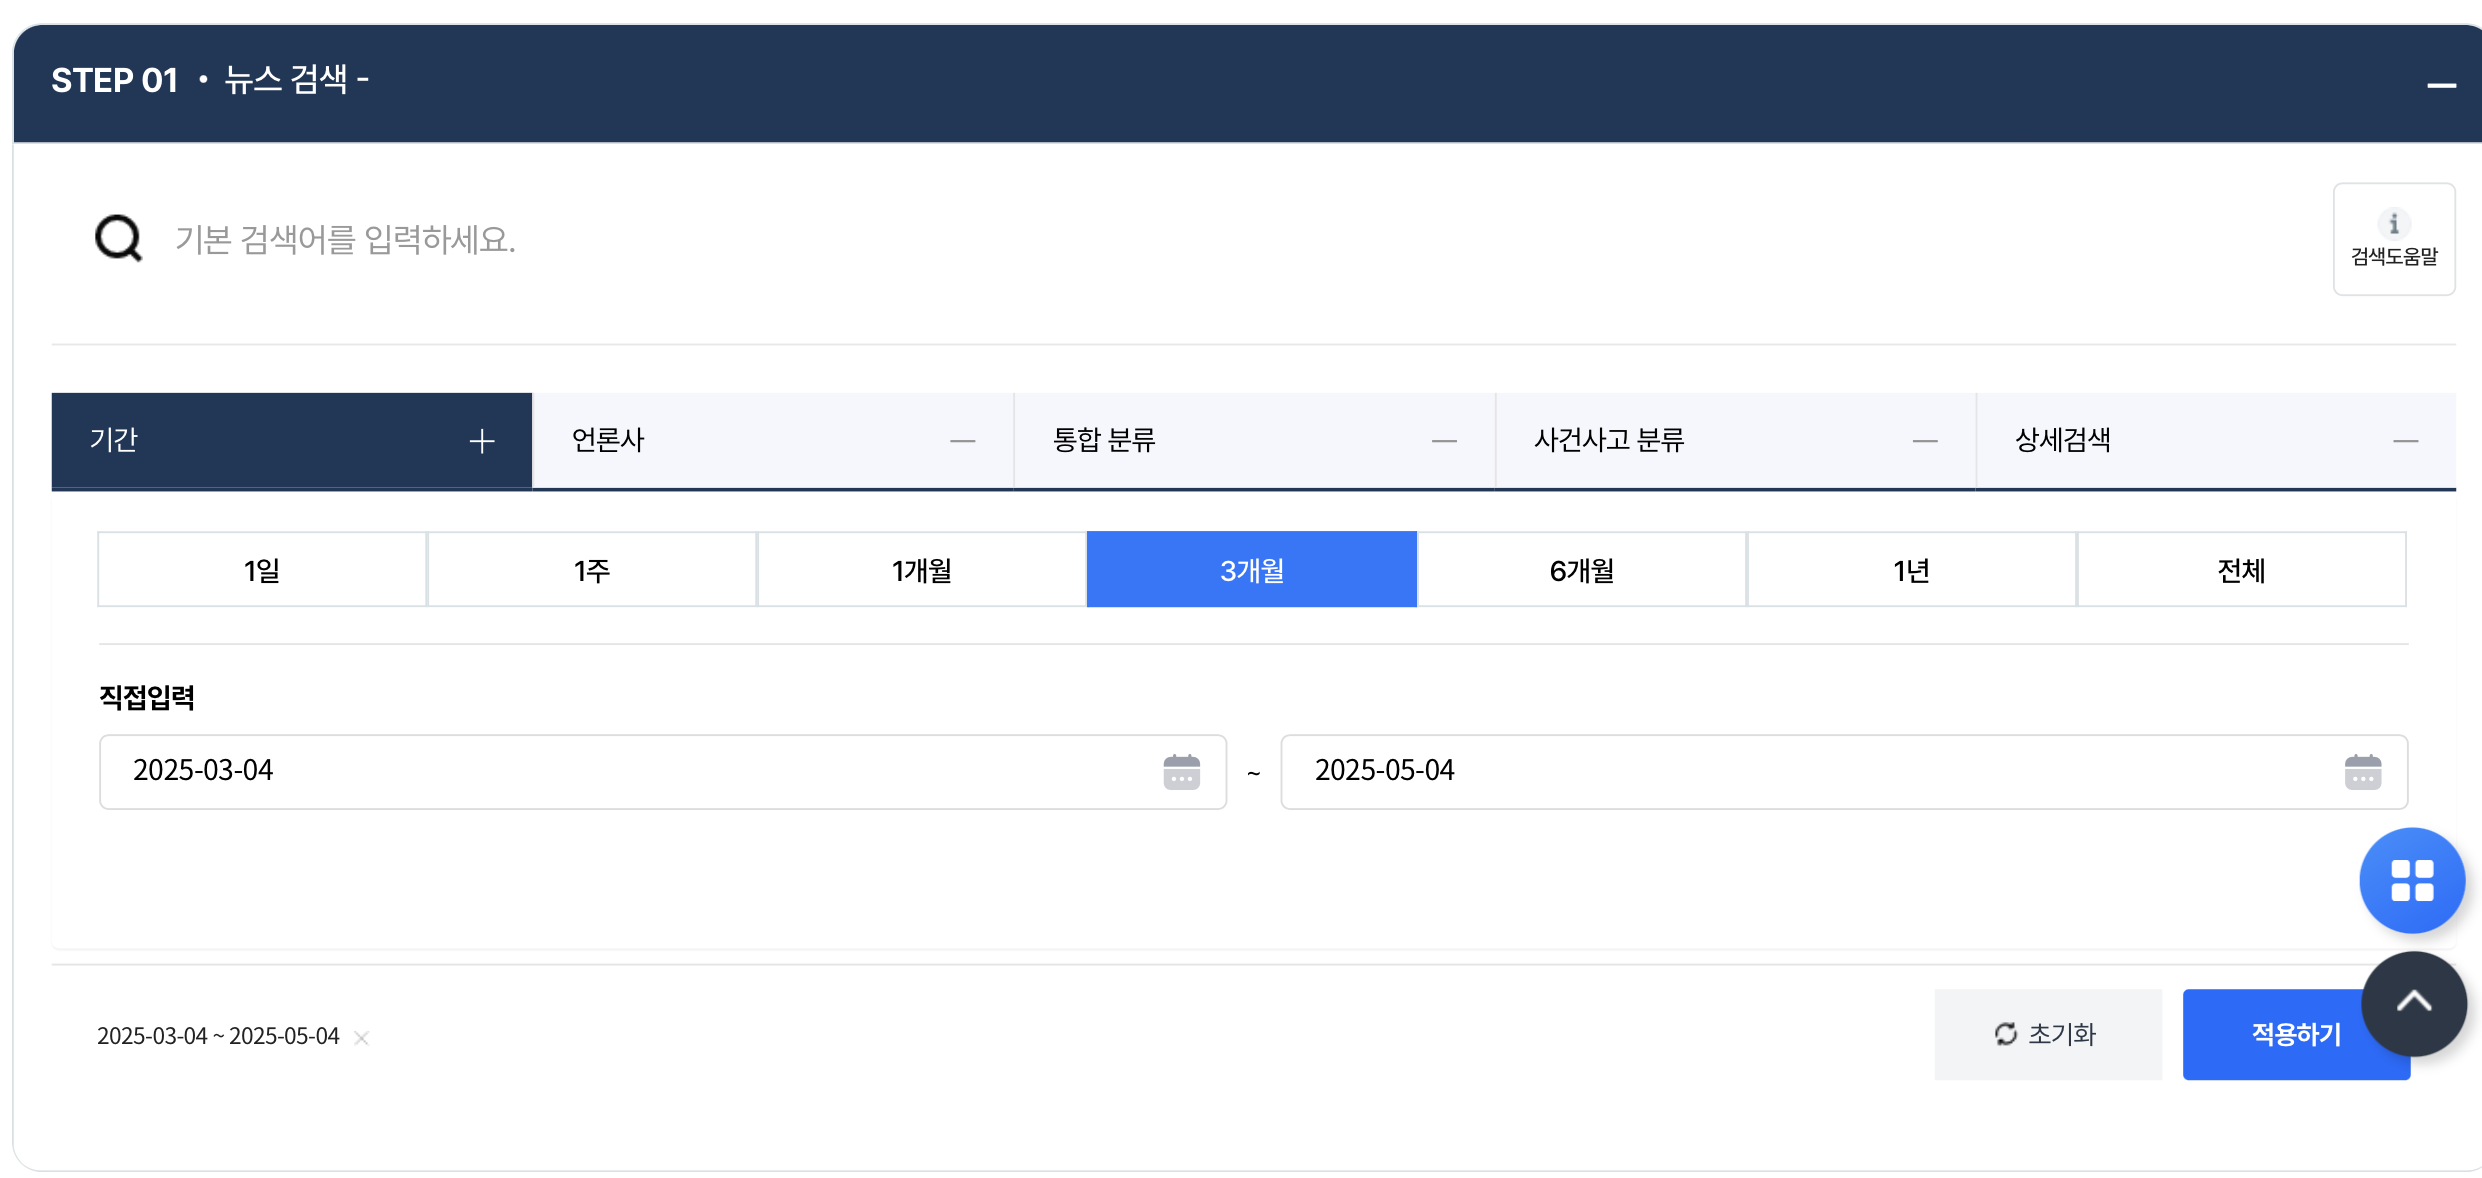 STEP 01 • 뉴스 검색 -
기본 검색어를 입력하세요.
i
검색도움말
기간
언론사
통합 분류
사건사고 분류
상세검색
1일
1주
1개월
3개월
6개월
1년
전체
직접입력
2025-03-04 ~ 2025-05-04
2025-03-04 ~ 2025-05-04
초기화
적용하기